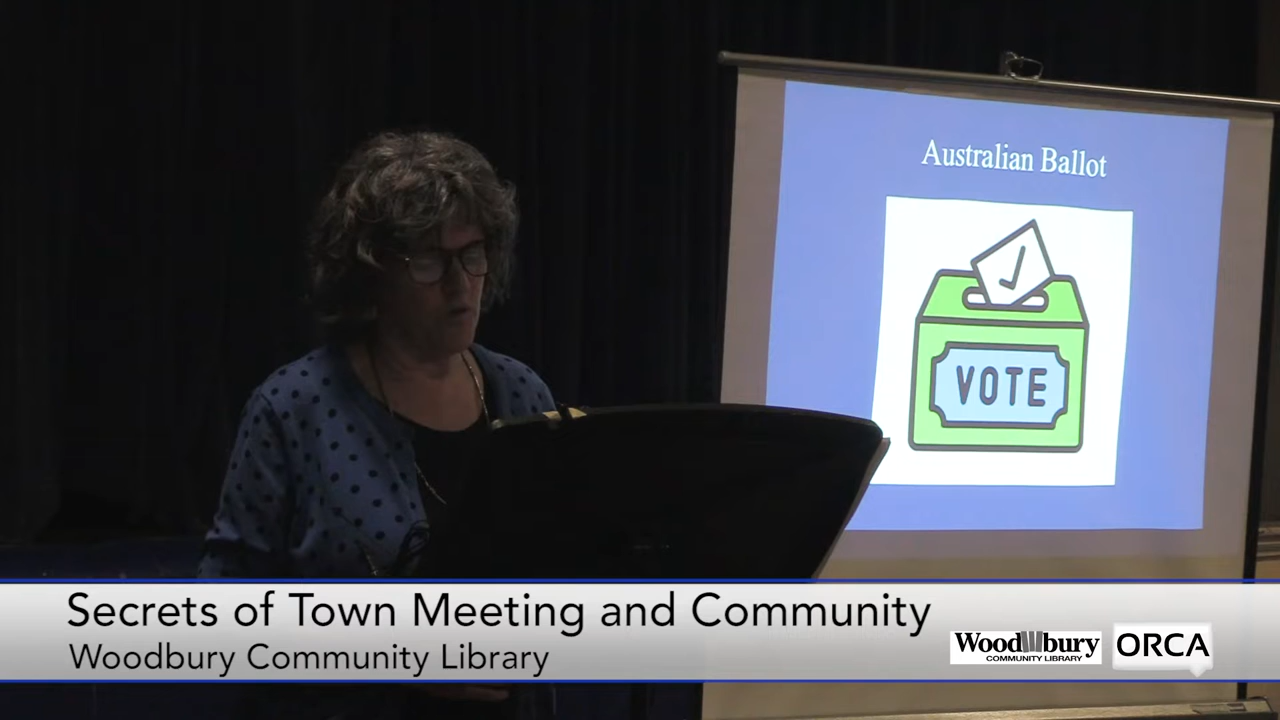 Australian Ballot
VOTE
Secrets of Town Meeting and Community
Woodbury Community Library
Woodbury
COMMUNITY LIBRARY
ORCA